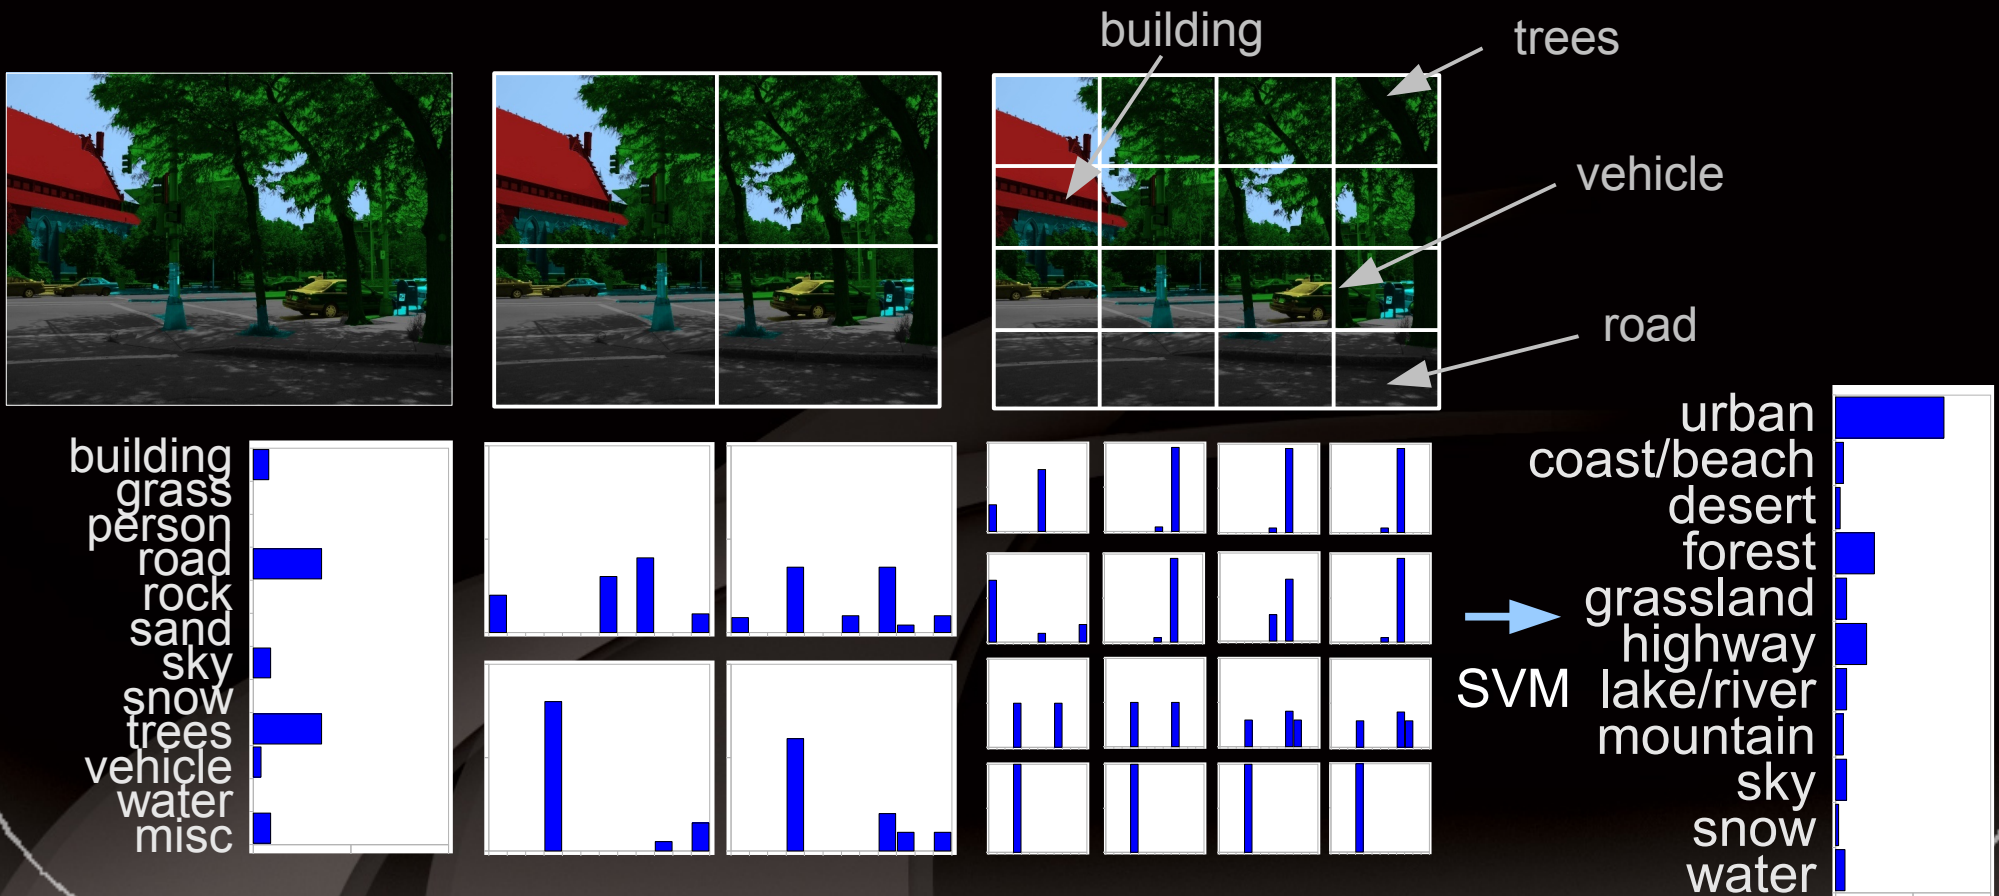 building
trees
vehicle
road
building
grass
person
road
rock
sand
sky
snow
trees
vehicle
water
misc
SVM
urban
coast/beach
desert
forest
grassland
highway
lake/river
mountain
sky
snow
water